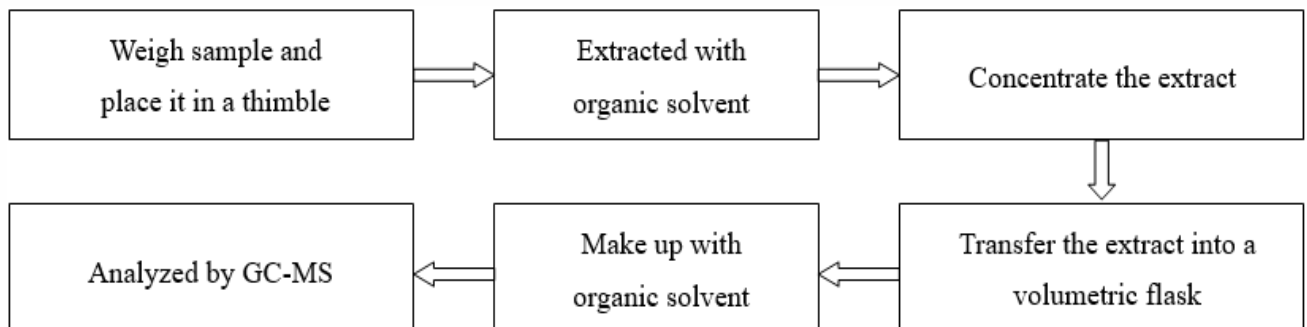 Weigh sample and
place it in a thimble
Extracted with
organic solvent
Concentrate the extract
Transfer the extract into a
volumetric flask
Make up with
organic solvent
Analyzed by GC-MS